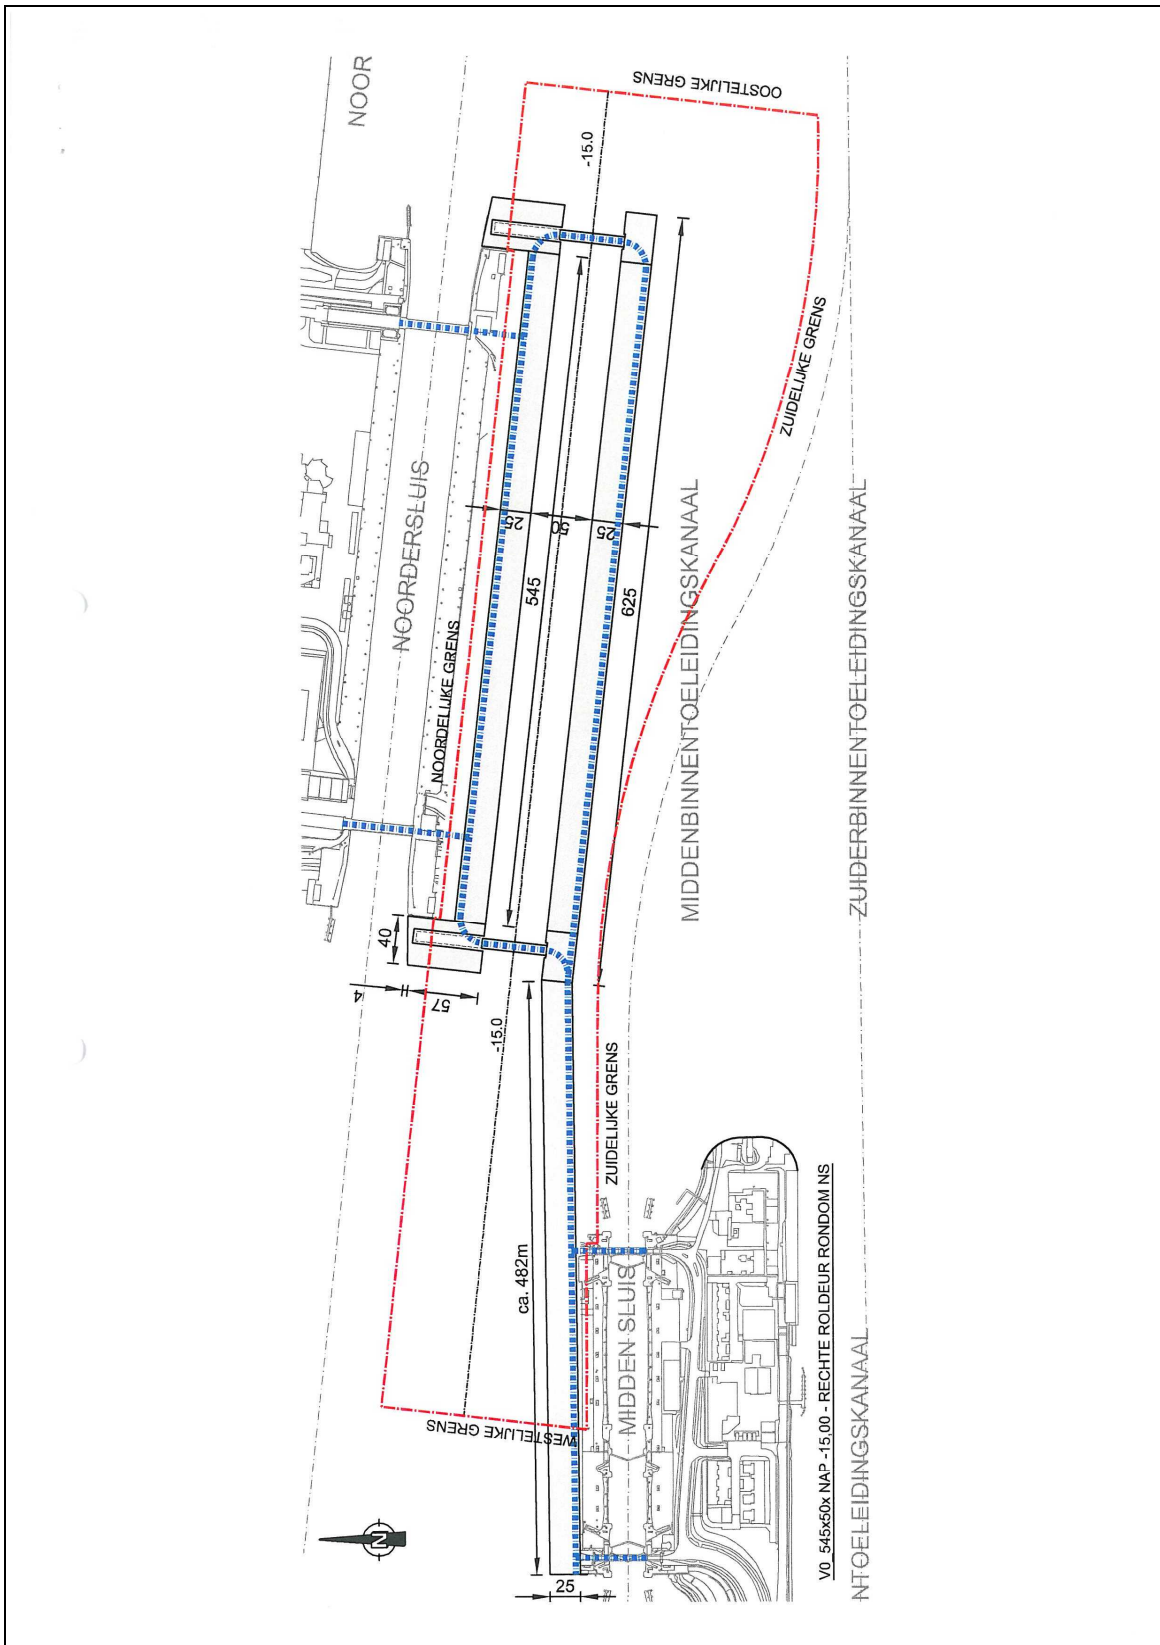 NOOR
OOSTELIJKE GRENS
-15.0
ZUIDELIJKE GRENS
NOORDERSLUIS
NOORDELIJKE GRENS
25
50
25
545
625
MIDDENBINNENTOELEIDINGSKANAAL
ZUIDERBINNENTOELEIDINGSKANAAL
40
4
57
-15.0
ZUIDELIJKE GRENS
ca. 482m
MIDDEN SLUIS
WESTELIJKE GRENS
N
25
V0 545x50x NAP -15,00 - RECHTE ROLDEUR RONDOM NS
NTOELEIDINGSKANAAL